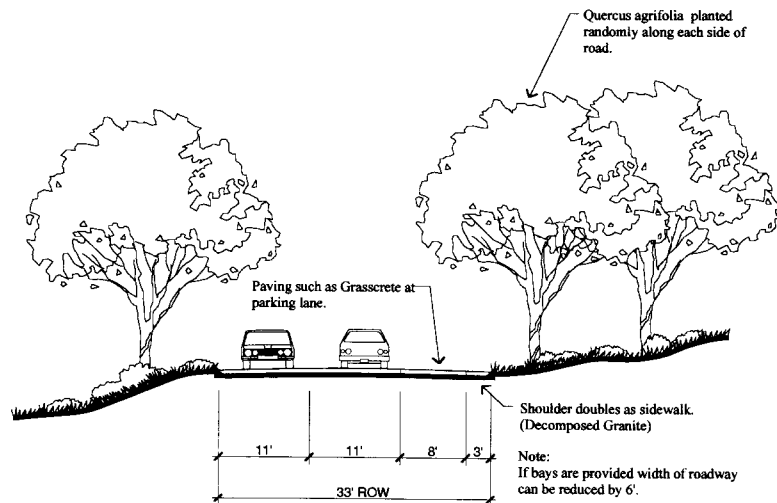 Quercus agrifolia planted
randomly along each side of
road.
Paving such as Grasscrete at
parking lane.
Shoulder doubles as sidewalk.
(Decomposed Granite)
11' 11' 8' 3'
Note:
If bays are provided width of roadway
can be reduced by 6'.
33' ROW